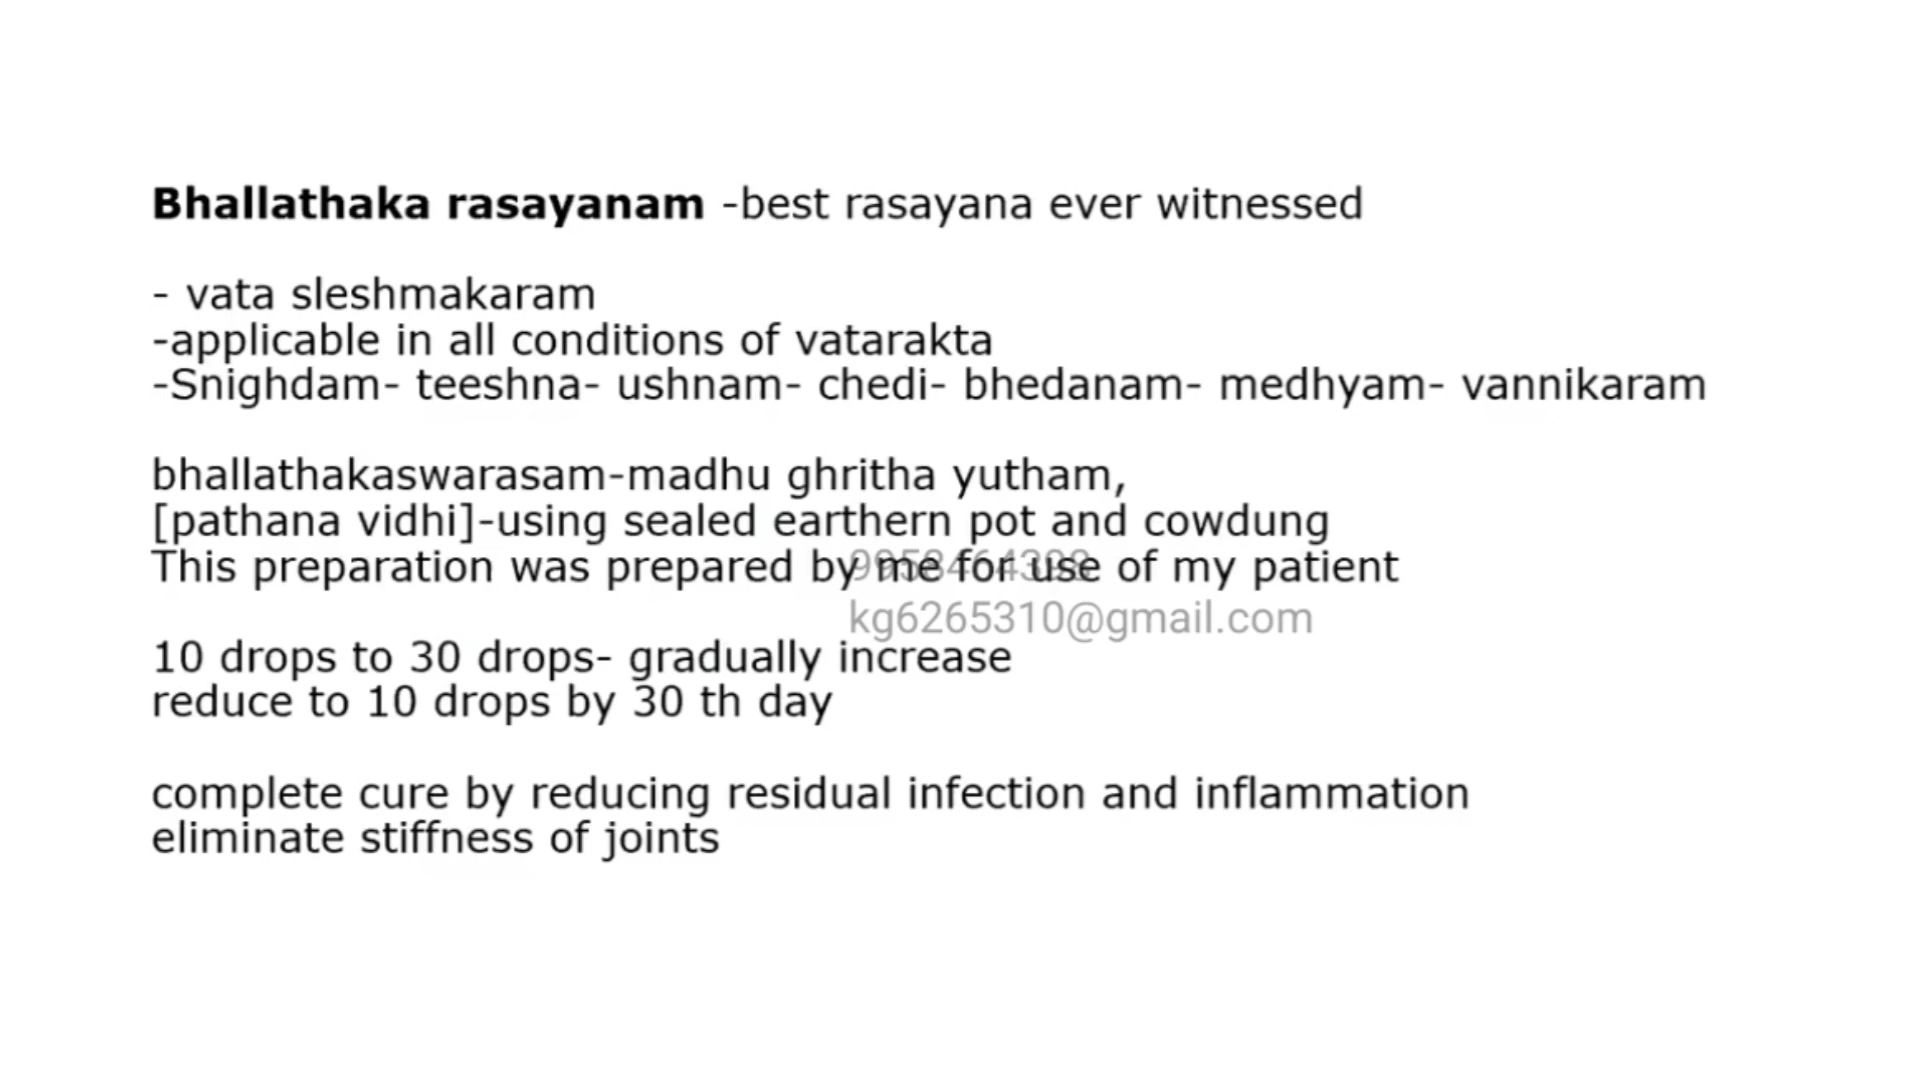 Bhallathaka rasayanam -best rasayana ever witnessed
- vata sleshmakaram
-applicable in all conditions of vatarakta
-Snighdam- teeshna- ushnam- chedi- bhedanam- medhyam- vannikaram
bhallathakaswarasam-madhu ghritha yutham,
[pathana vidhi]-using sealed earthern pot and cowdung
This preparation was prepared by me for use of my patient
kg6265310@gmail.com
10 drops to 30 drops- gradually increase
reduce to 10 drops by 30 th day
complete cure by reducing residual infection and inflammation
eliminate stiffness of joints